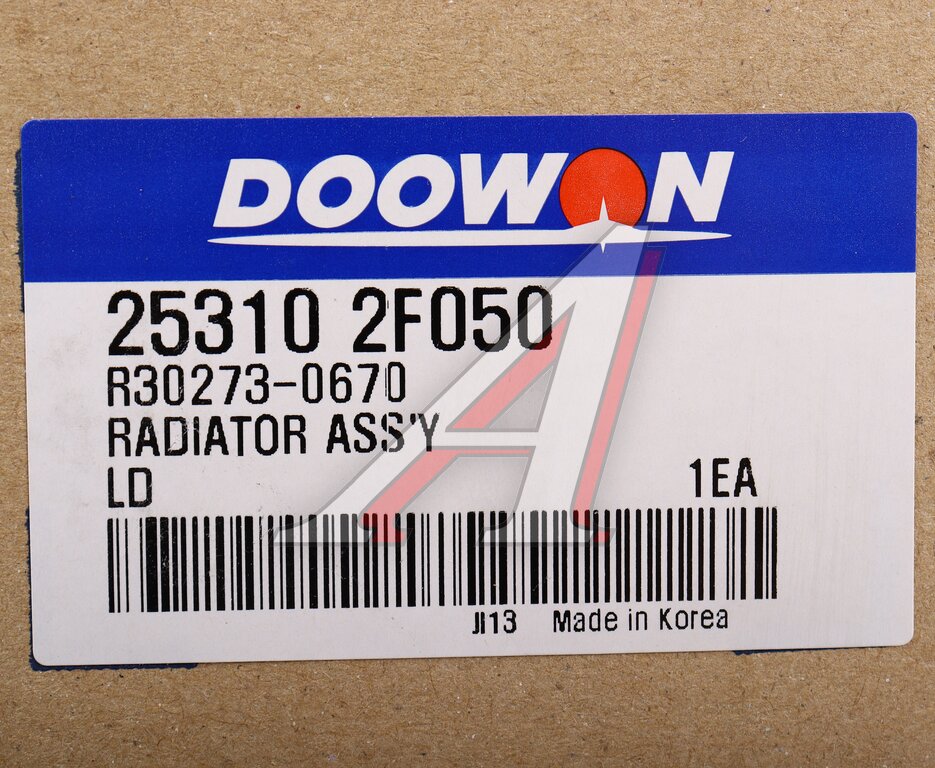 DOOWON
25310 2F050
R30273-0670
RADIATOR ASS'Y
LD 1EA
JI13 Made in Korea